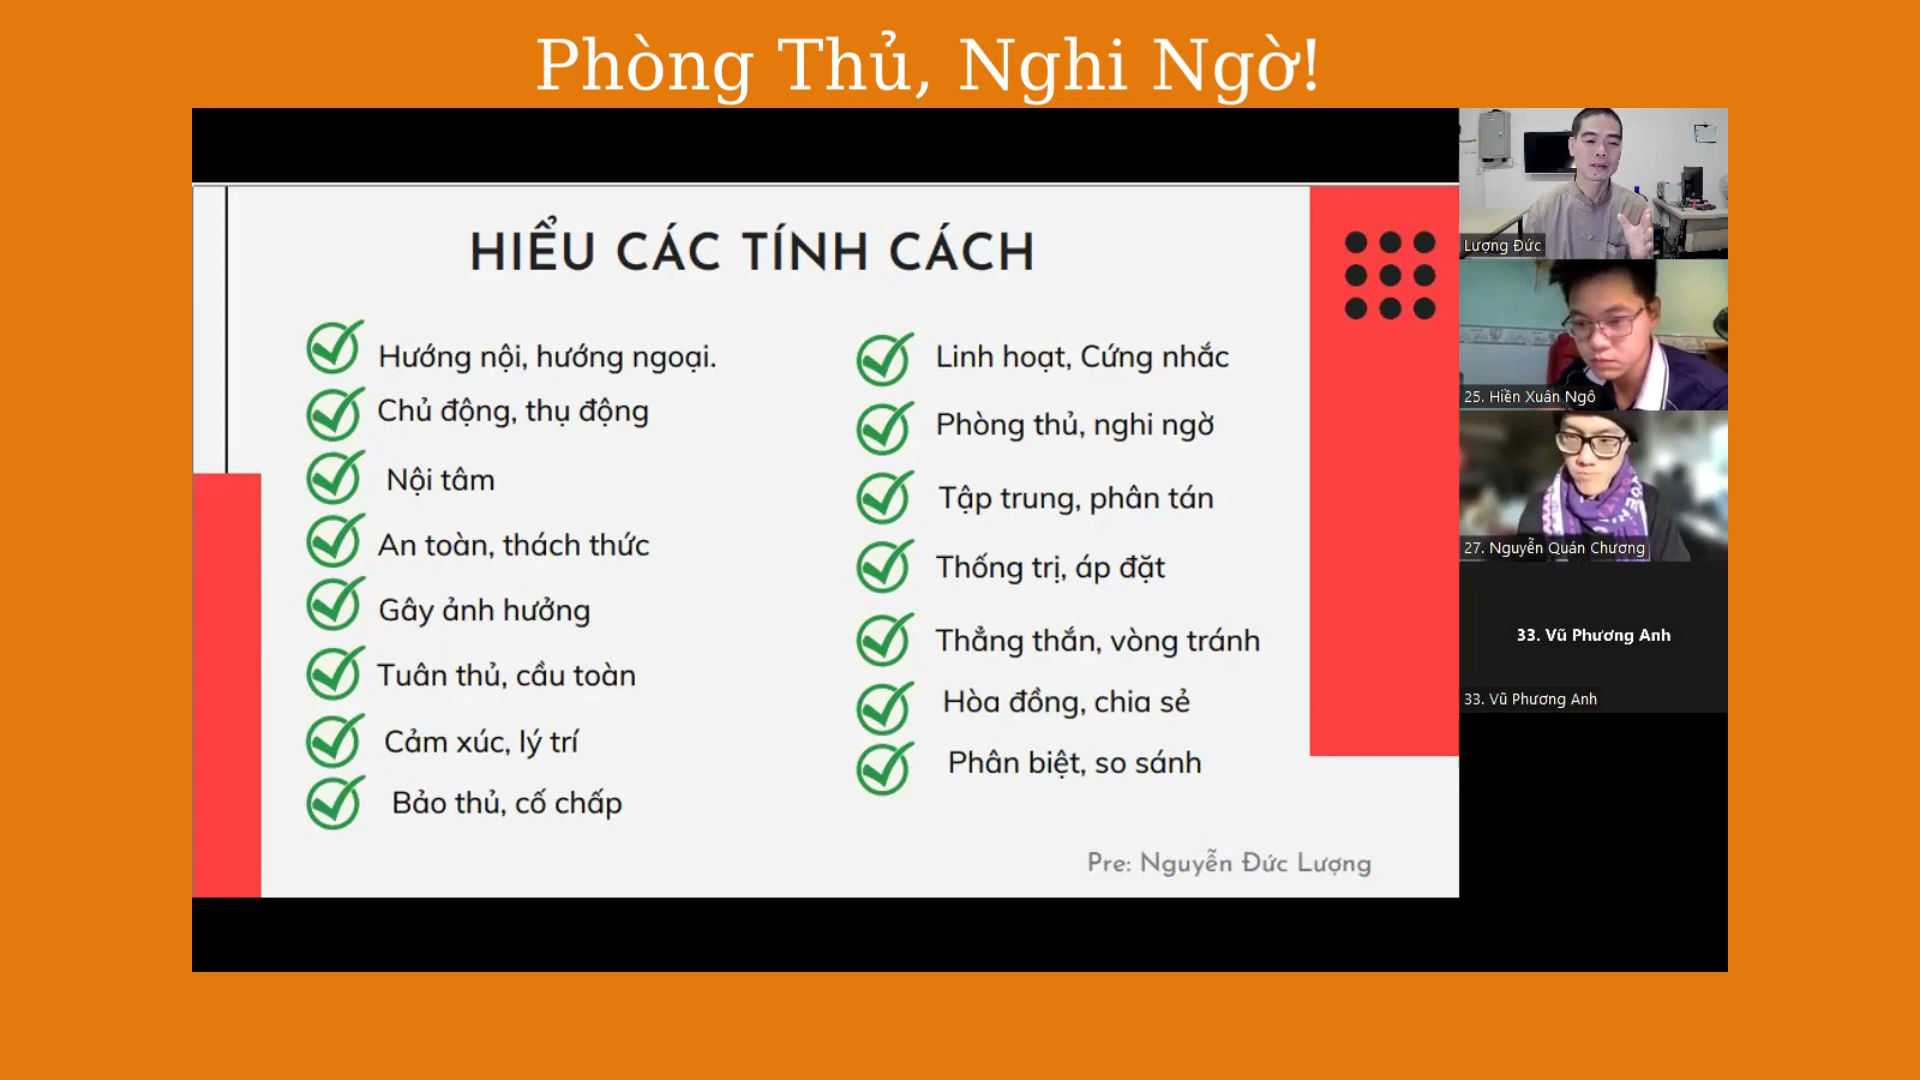 Phòng Thủ, Nghi Ngờ!
HIỂU CÁC TÍNH CÁCH
Hướng nội, hướng ngoại.
Chủ động, thụ động
Nội tâm
An toàn, thách thức
Gây ảnh hưởng
Tuân thủ, cầu toàn
Cảm xúc, lý trí
Bảo thủ, cố chấp
Linh hoạt, Cứng nhắc
Phòng thủ, nghi ngờ
Tập trung, phân tán
Thống trị, áp đặt
Thẳng thắn, vòng tránh
Hòa đồng, chia sẻ
Phân biệt, so sánh
Pre: Nguyễn Đức Lượng
Lượng Đức
25. Hiền Xuân Ngô
27. Nguyễn Quán Chương
33. Vũ Phương Anh
33. Vũ Phương Anh